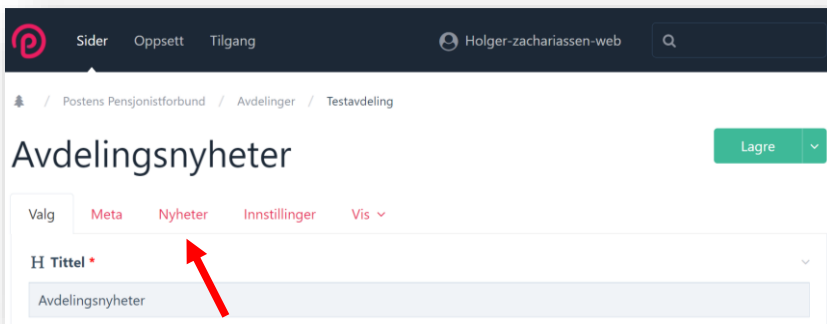 Sider Oppsett Tilgang Holger-zachariassen-web
/ Postens Pensjonistforbund / Avdelinger / Testavdeling
Avdelingsnyheter
Lagre
Valg Meta Nyheter Innstillinger Vis
H Tittel *
Avdelingsnyheter